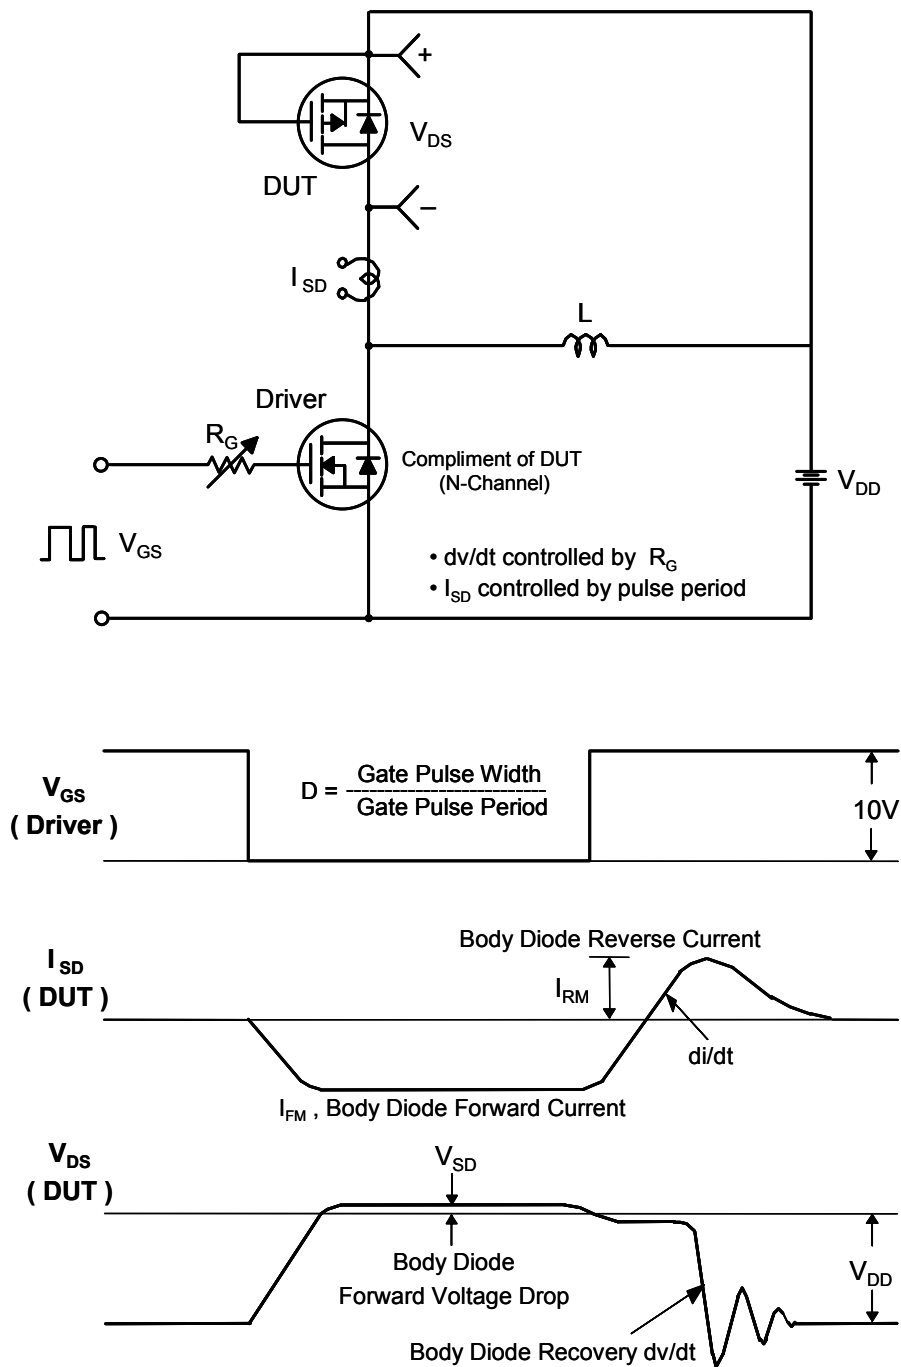 +
V_DS
DUT
−
I_SD
L
Driver
R_G
Compliment of DUT
(N-Channel)
V_DD
V_GS
• dv/dt controlled by R_G
• I_SD controlled by pulse period
V_GS
( Driver )
D = Gate Pulse Width
--------------------------
Gate Pulse Period
10V
I_SD
( DUT )
Body Diode Reverse Current
I_RM
di/dt
I_FM , Body Diode Forward Current
V_DS
( DUT )
V_SD
Body Diode
Forward Voltage Drop
V_DD
Body Diode Recovery dv/dt